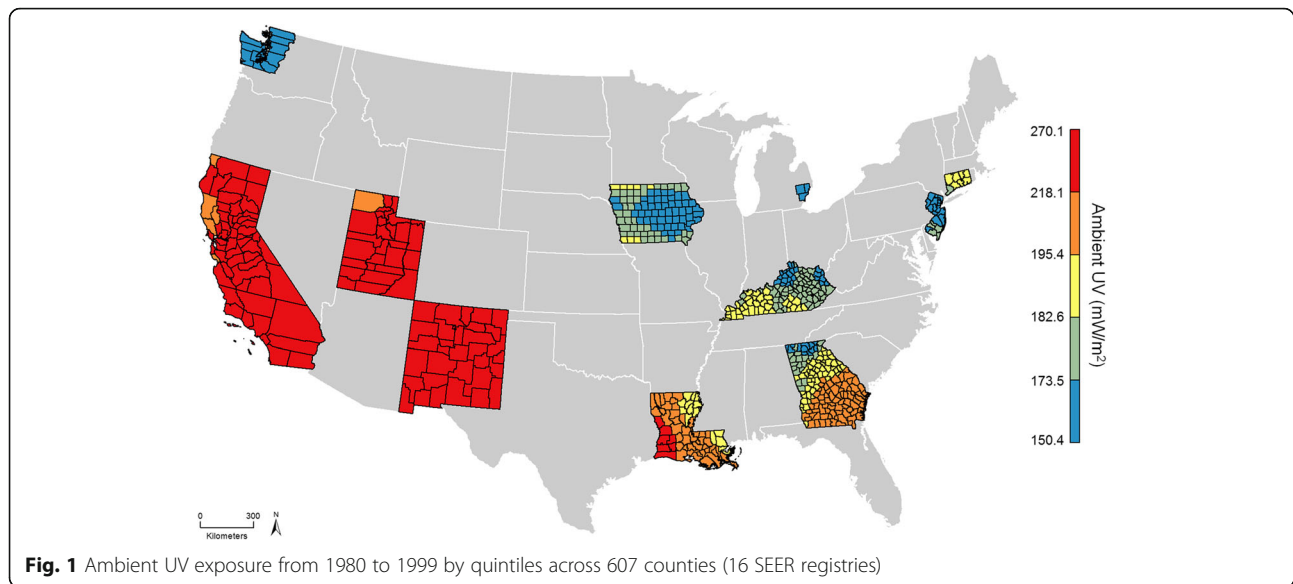 270.1
218.1
195.4
182.6
173.5
150.4
Ambient UV (mW/m²)
0 300
Kilometers
N
Fig. 1 Ambient UV exposure from 1980 to 1999 by quintiles across 607 counties (16 SEER registries)